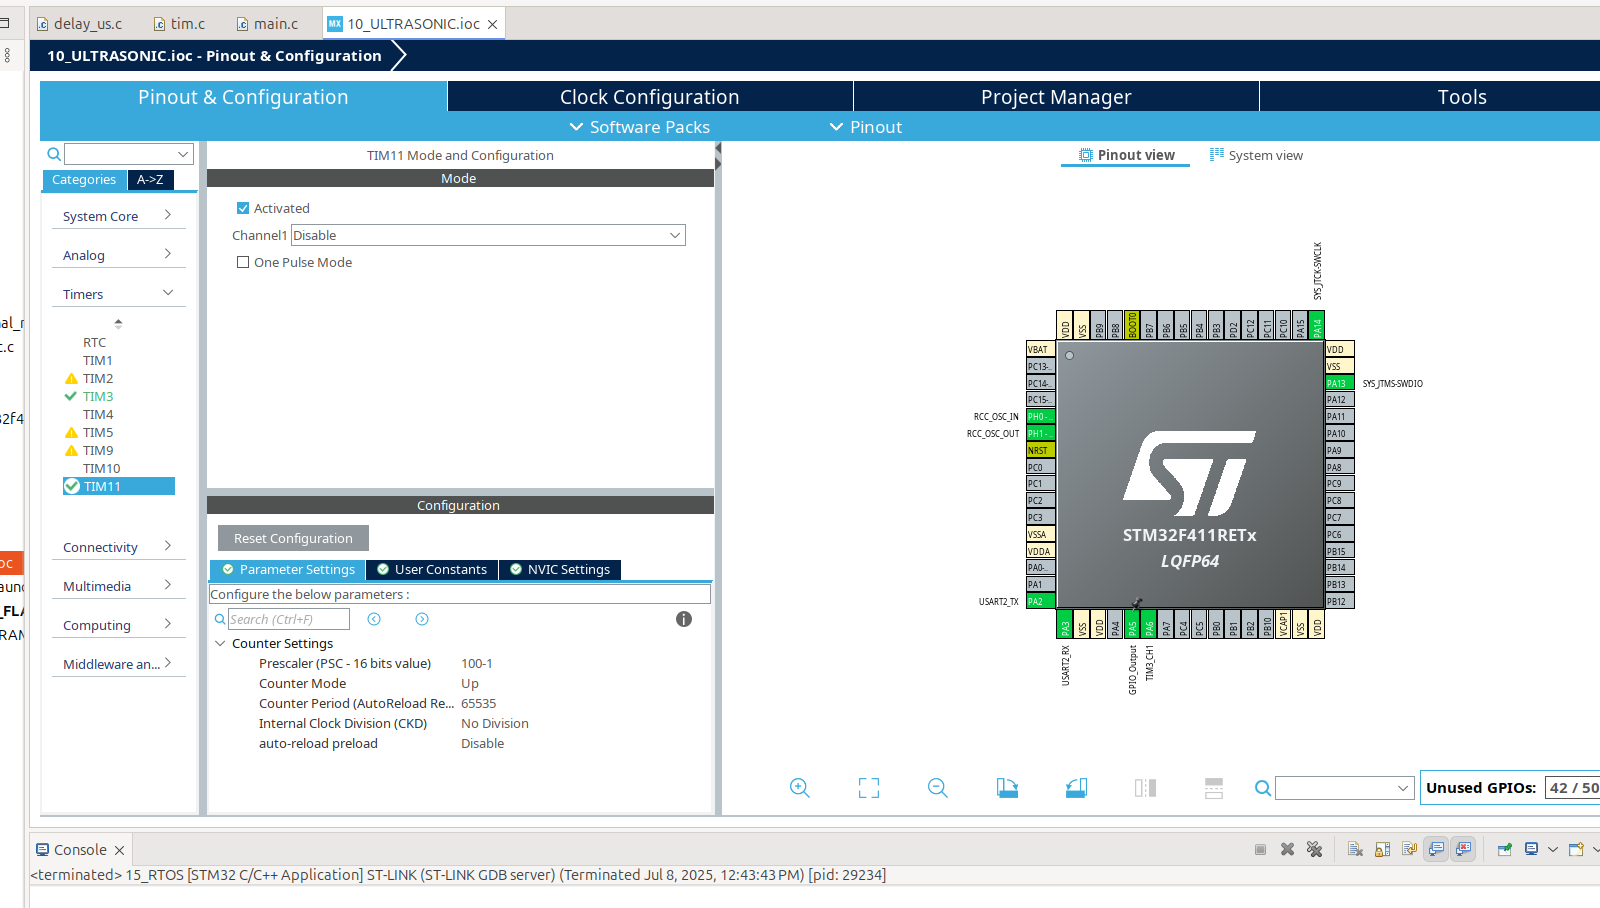 delay_us.c
tim.c
main.c
MX 10_ULTRASONIC.ioc
10_ULTRASONIC.ioc - Pinout & Configuration
Pinout & Configuration
Clock Configuration
Project Manager
Tools
Software Packs
Pinout
Categories
A->Z
System Core
Analog
Timers
RTC
TIM1
TIM2
TIM3
TIM4
TIM5
TIM9
TIM10
TIM11
Connectivity
Multimedia
Computing
Middleware an...
TIM11 Mode and Configuration
Mode
Activated
Channel1 Disable
One Pulse Mode
Configuration
Reset Configuration
Parameter Settings
User Constants
NVIC Settings
Configure the below parameters :
Search (Ctrl+F)
Counter Settings
Prescaler (PSC - 16 bits value) 100-1
Counter Mode Up
Counter Period (AutoReload Re... 65535
Internal Clock Division (CKD) No Division
auto-reload preload Disable
Pinout view
System view
SYS_JTCK-SWCLK
VDD
VSS
PB9
PB8
BOOT0
PB7
PB6
PB5
PB4
PB3
PD2
PC12
PC11
PC10
PA15
PA14
VBAT
PC13-..
PC14-..
PC15-..
RCC_OSC_IN PH0 -..
RCC_OSC_OUT PH1 -..
NRST
PC0
PC1
PC2
PC3
VSSA
VDDA
PA0-..
PA1
USART2_TX PA2
ST
STM32F411RETx
LQFP64
VDD
VSS
PA13 SYS_JTMS-SWDIO
PA12
PA11
PA10
PA9
PA8
PC9
PC8
PC7
PC6
PB15
PB14
PB13
PB12
PA3
VSS
VDD
PA4
PA5
PA6
PA7
PC4
PC5
PB0
PB1
PB2
PB10
VCAP1
VSS
VDD
USART2_RX
GPIO_Output
TIM3_CH1
Unused GPIOs: 42 / 50
Console
<terminated> 15_RTOS [STM32 C/C++ Application] ST-LINK (ST-LINK GDB server) (Terminated Jul 8, 2025, 12:43:43 PM) [pid: 29234]